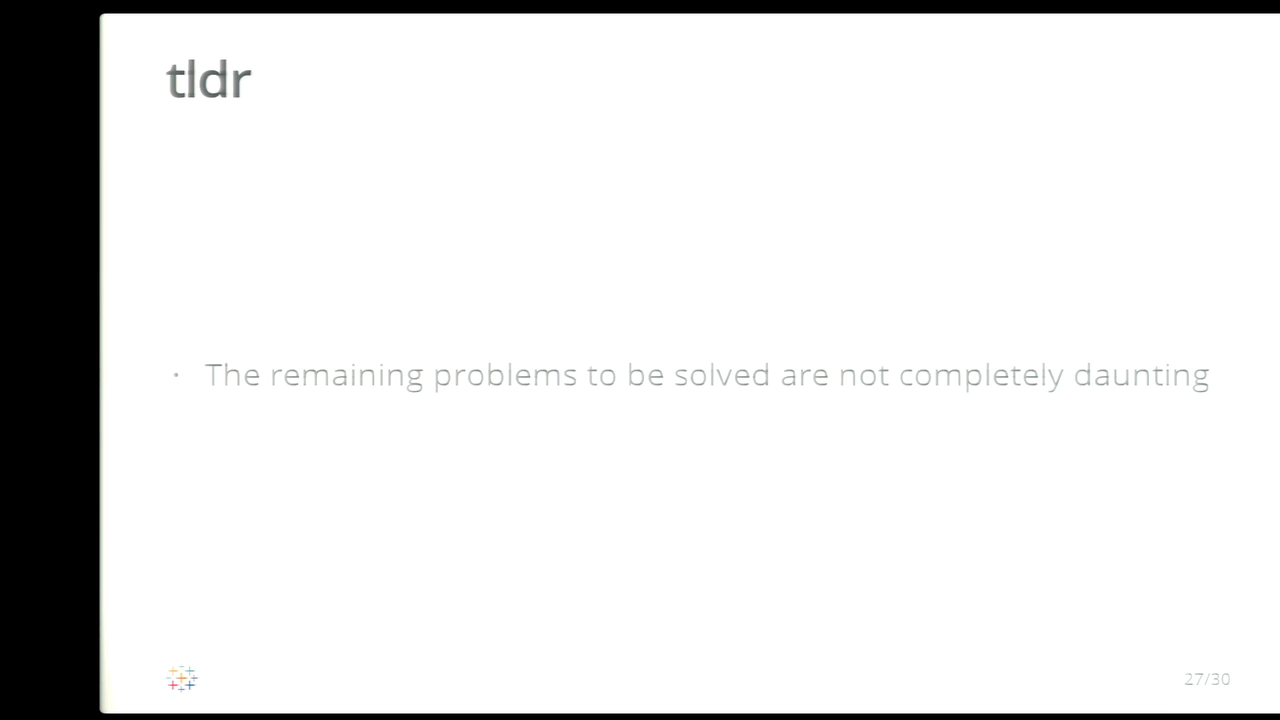 tldr
· The remaining problems to be solved are not completely daunting
27/30